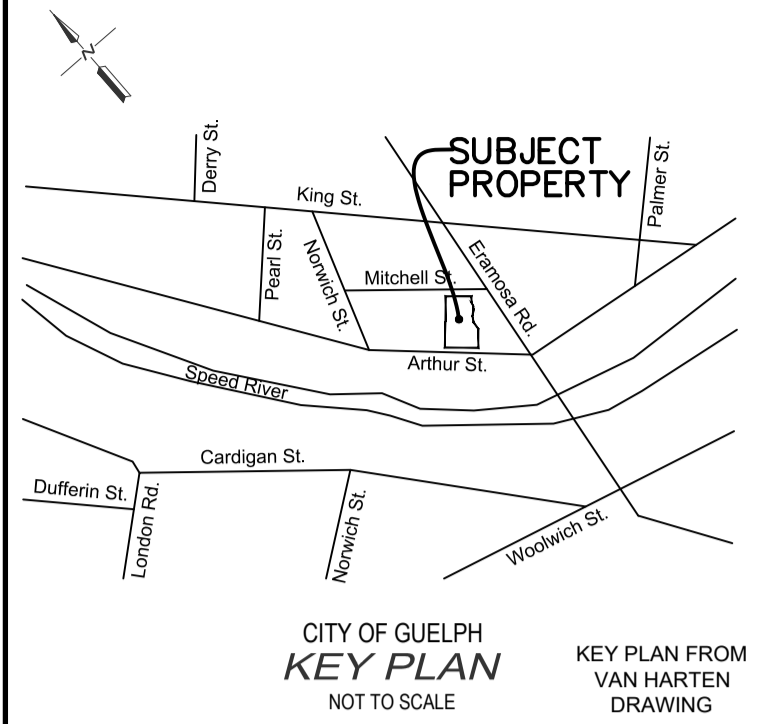 N
Derry St.
SUBJECT
PROPERTY
Palmer St.
King St.
Pearl St.
Norwich St.
Mitchell St.
Eramosa Rd.
Arthur St.
Speed River
Cardigan St.
Dufferin St.
London Rd.
Norwich St.
Woolwich St.
CITY OF GUELPH
KEY PLAN
NOT TO SCALE
KEY PLAN FROM
VAN HARTEN
DRAWING